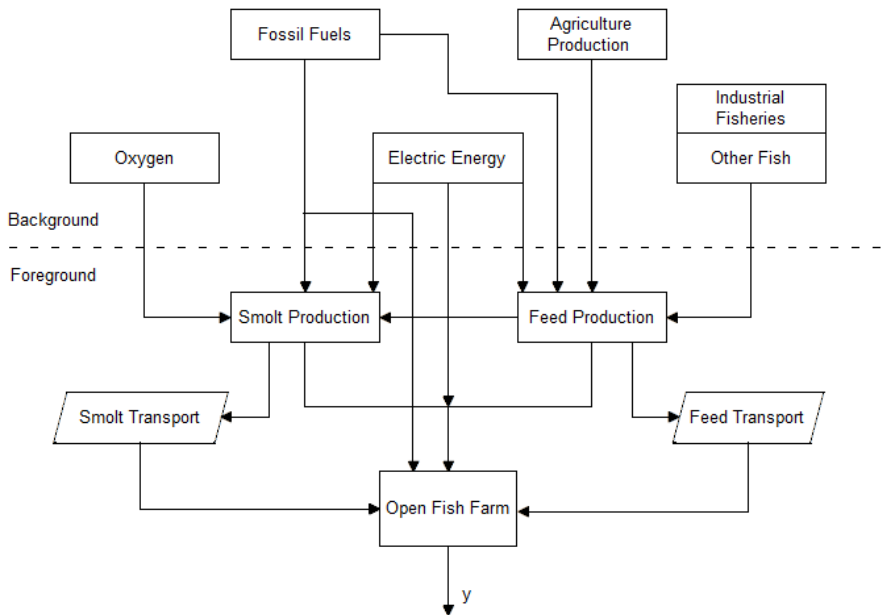 Fossil Fuels
Agriculture
Production
Industrial
Fisheries
Oxygen
Electric Energy
Other Fish
Background
Foreground
Smolt Production
Feed Production
Smolt Transport
Feed Transport
Open Fish Farm
y